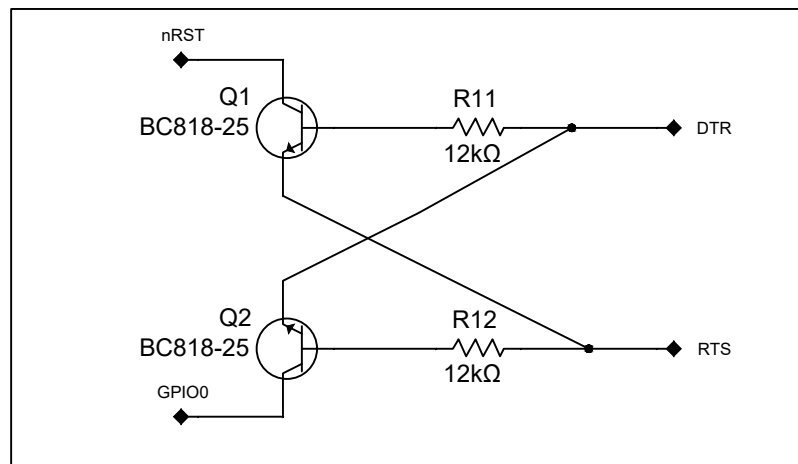 nRST
Q1
BC818-25
R11
12kΩ
DTR
Q2
BC818-25
R12
12kΩ
RTS
GPIO0